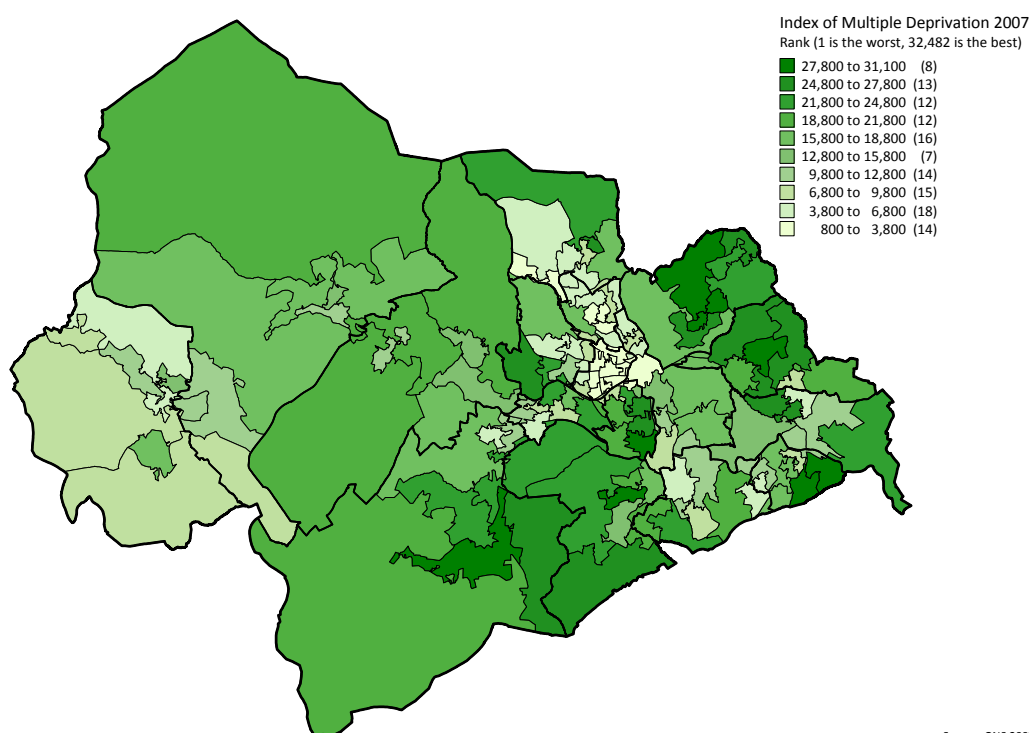 Index of Multiple Deprivation 2007
Rank (1 is the worst, 32,482 is the best)
27,800 to 31,100 (8)
24,800 to 27,800 (13)
21,800 to 24,800 (12)
18,800 to 21,800 (12)
15,800 to 18,800 (16)
12,800 to 15,800 (7)
9,800 to 12,800 (14)
6,800 to 9,800 (15)
3,800 to 6,800 (18)
800 to 3,800 (14)